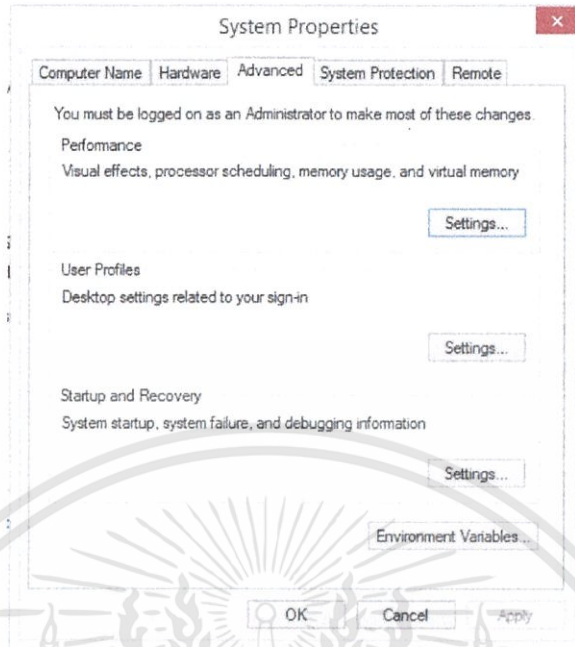 System Properties
Computer Name Hardware Advanced System Protection Remote
You must be logged on as an Administrator to make most of these changes.
Performance
Visual effects, processor scheduling, memory usage, and virtual memory
Settings...
User Profiles
Desktop settings related to your sign-in
Settings...
Startup and Recovery
System startup, system failure, and debugging information
Settings...
Environment Variables...
OK Cancel Apply